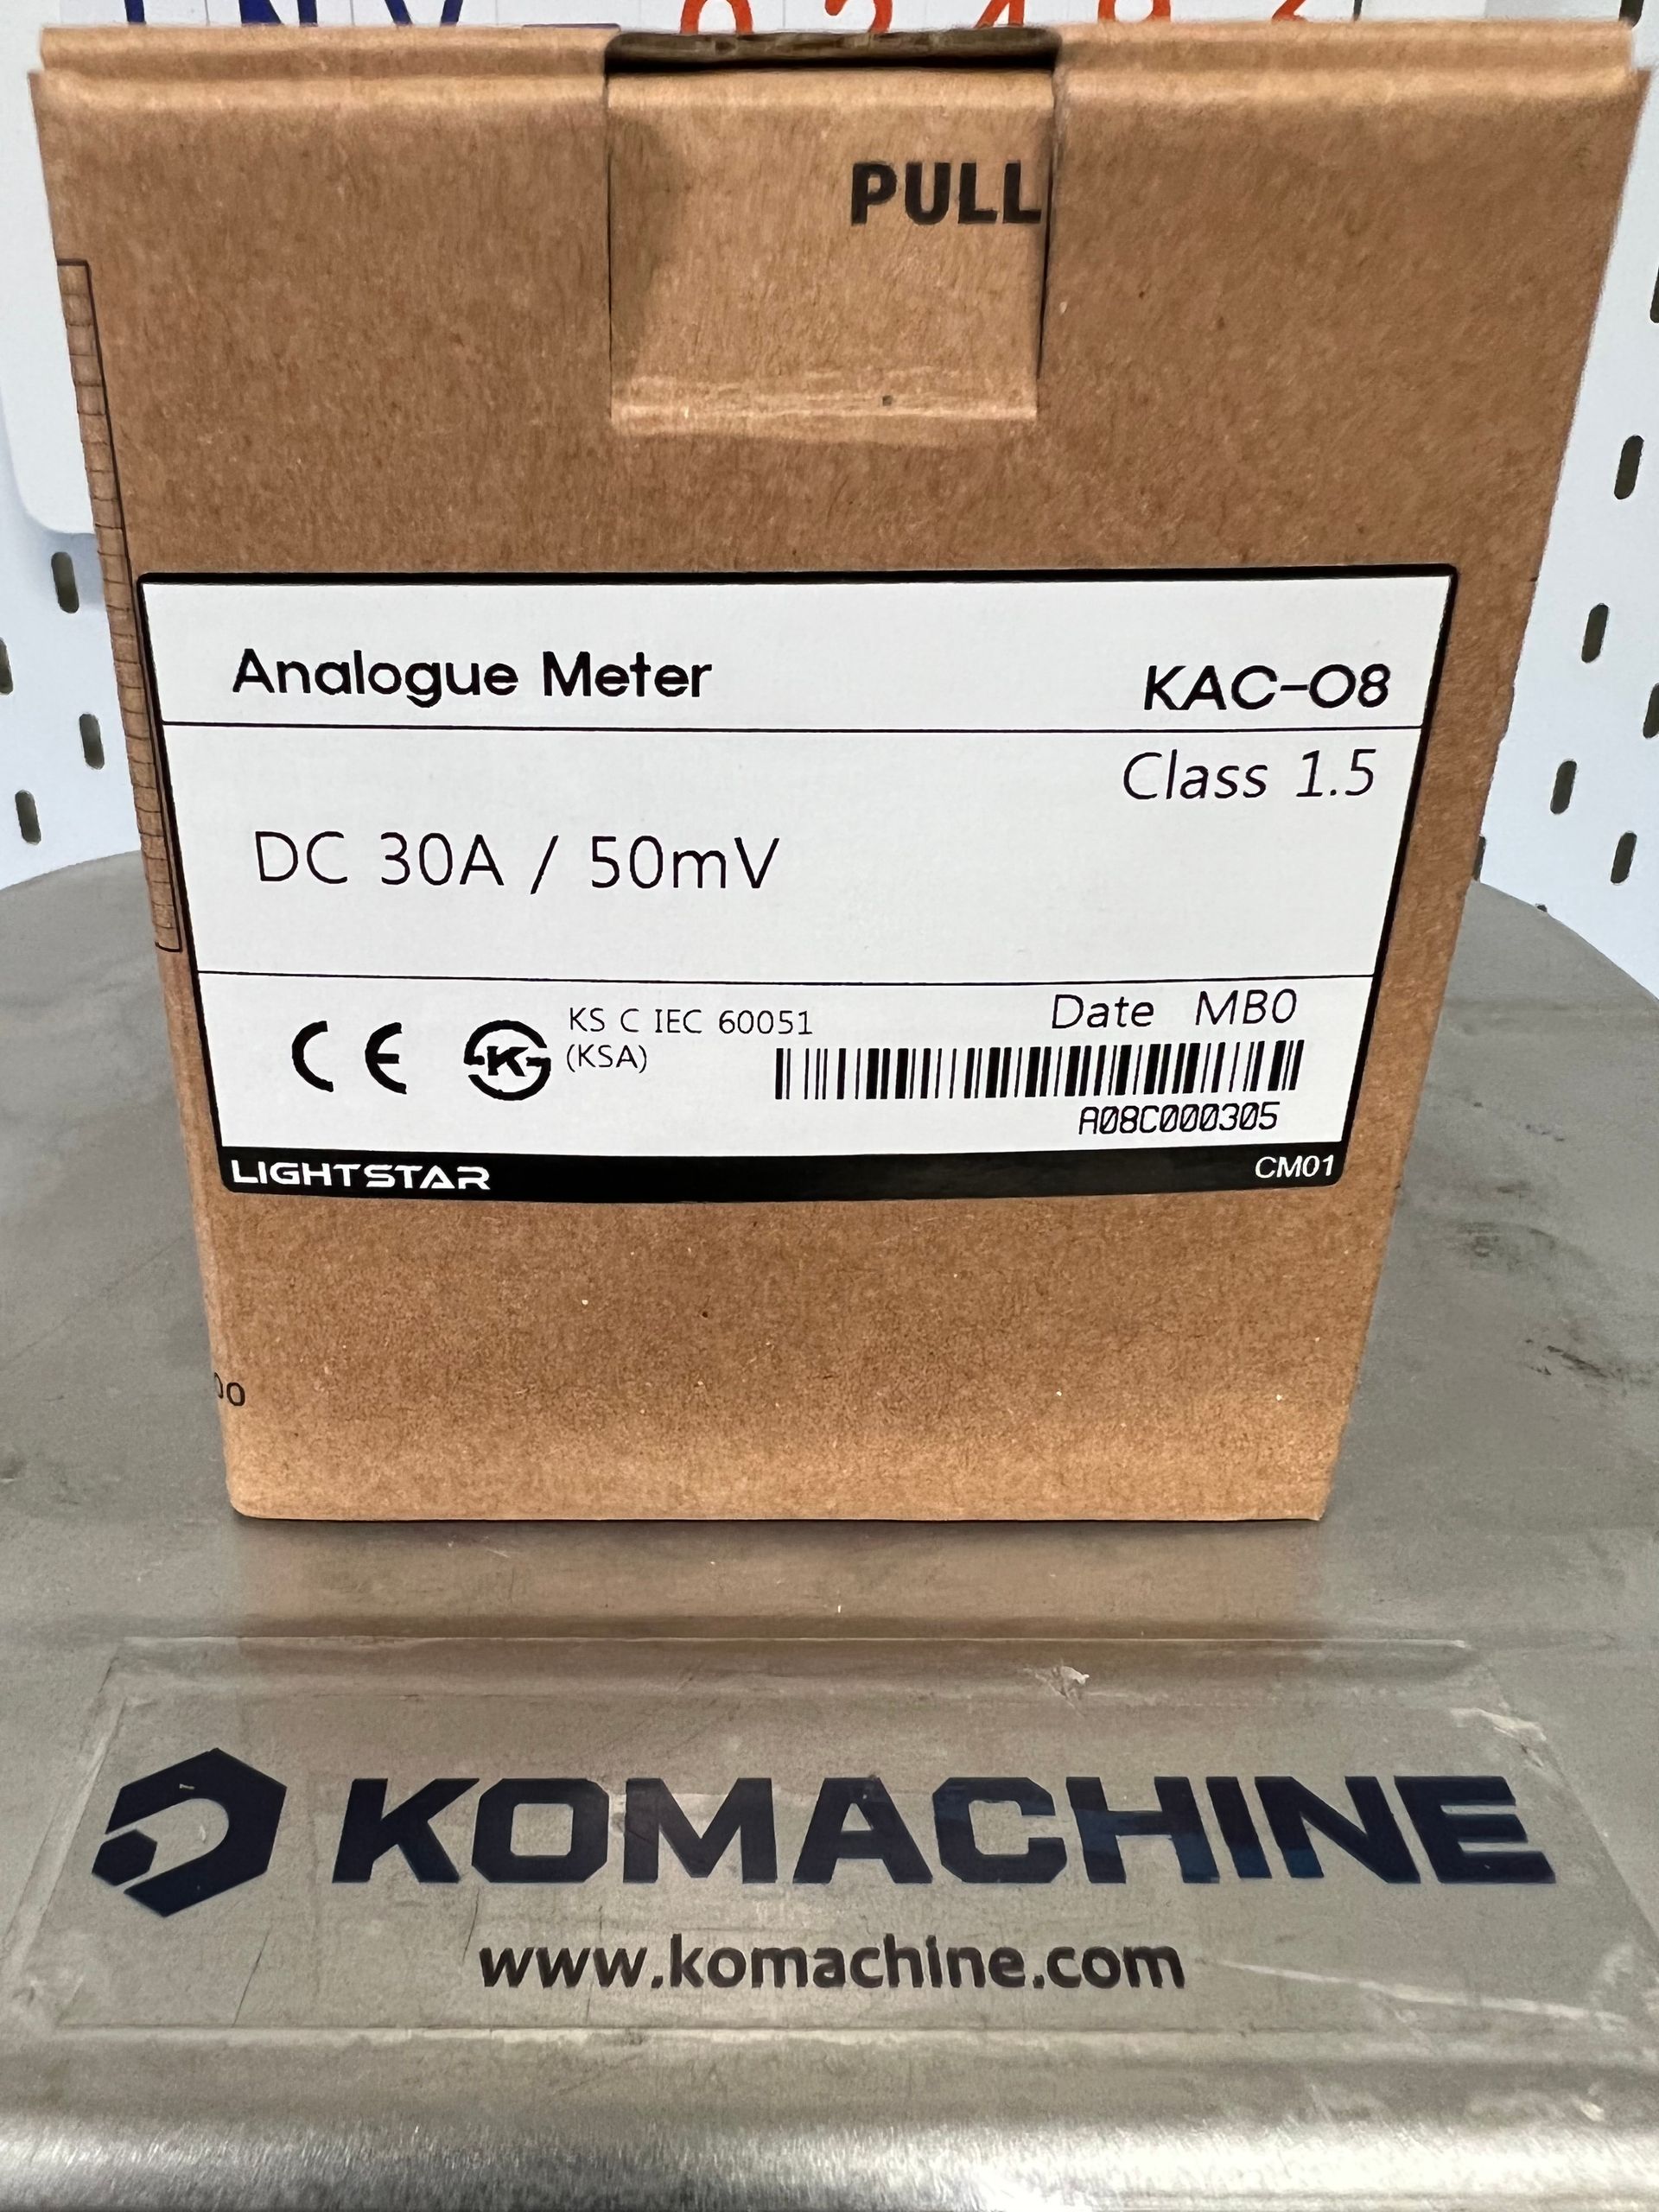 PULL
Analogue Meter KAC-08
Class 1.5
DC 30A / 50mV
CE KS C IEC 60051
(KSA)
Date MB0
A08C000305
LIGHTSTAR CM01
KOMACHINE
www.komachine.com